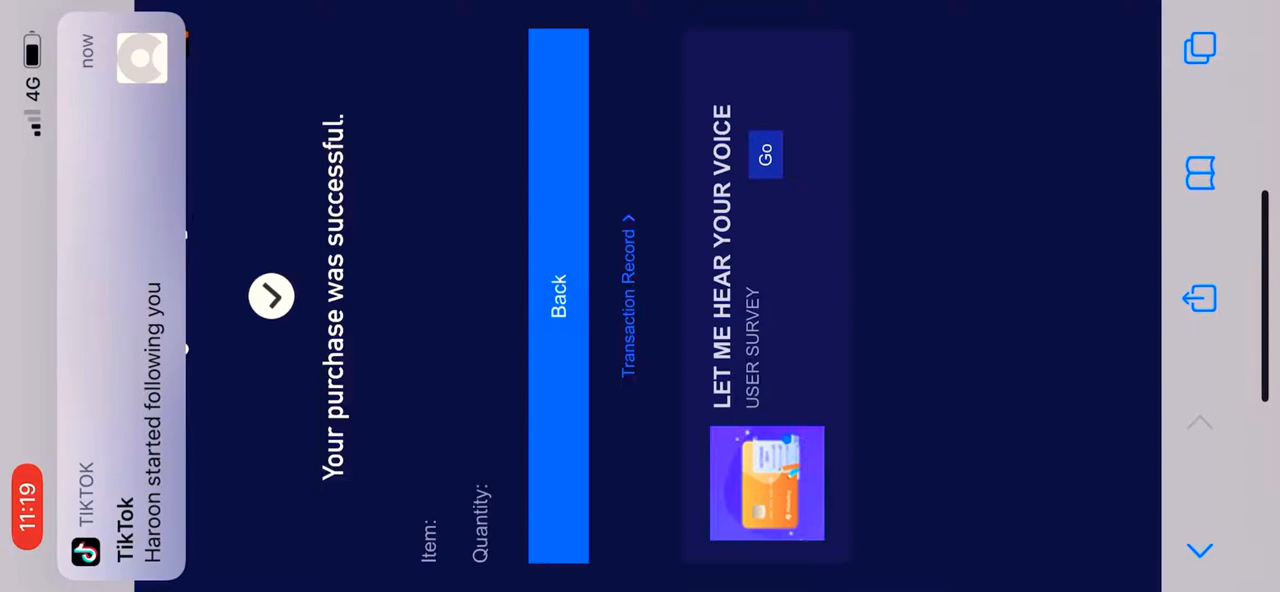 11:19
4G
TIKTOK
now
TikTok
Haroon started following you
Your purchase was successful.
Item:
Quantity:
Back
Transaction Record >
LET ME HEAR YOUR VOICE
USER SURVEY
Go